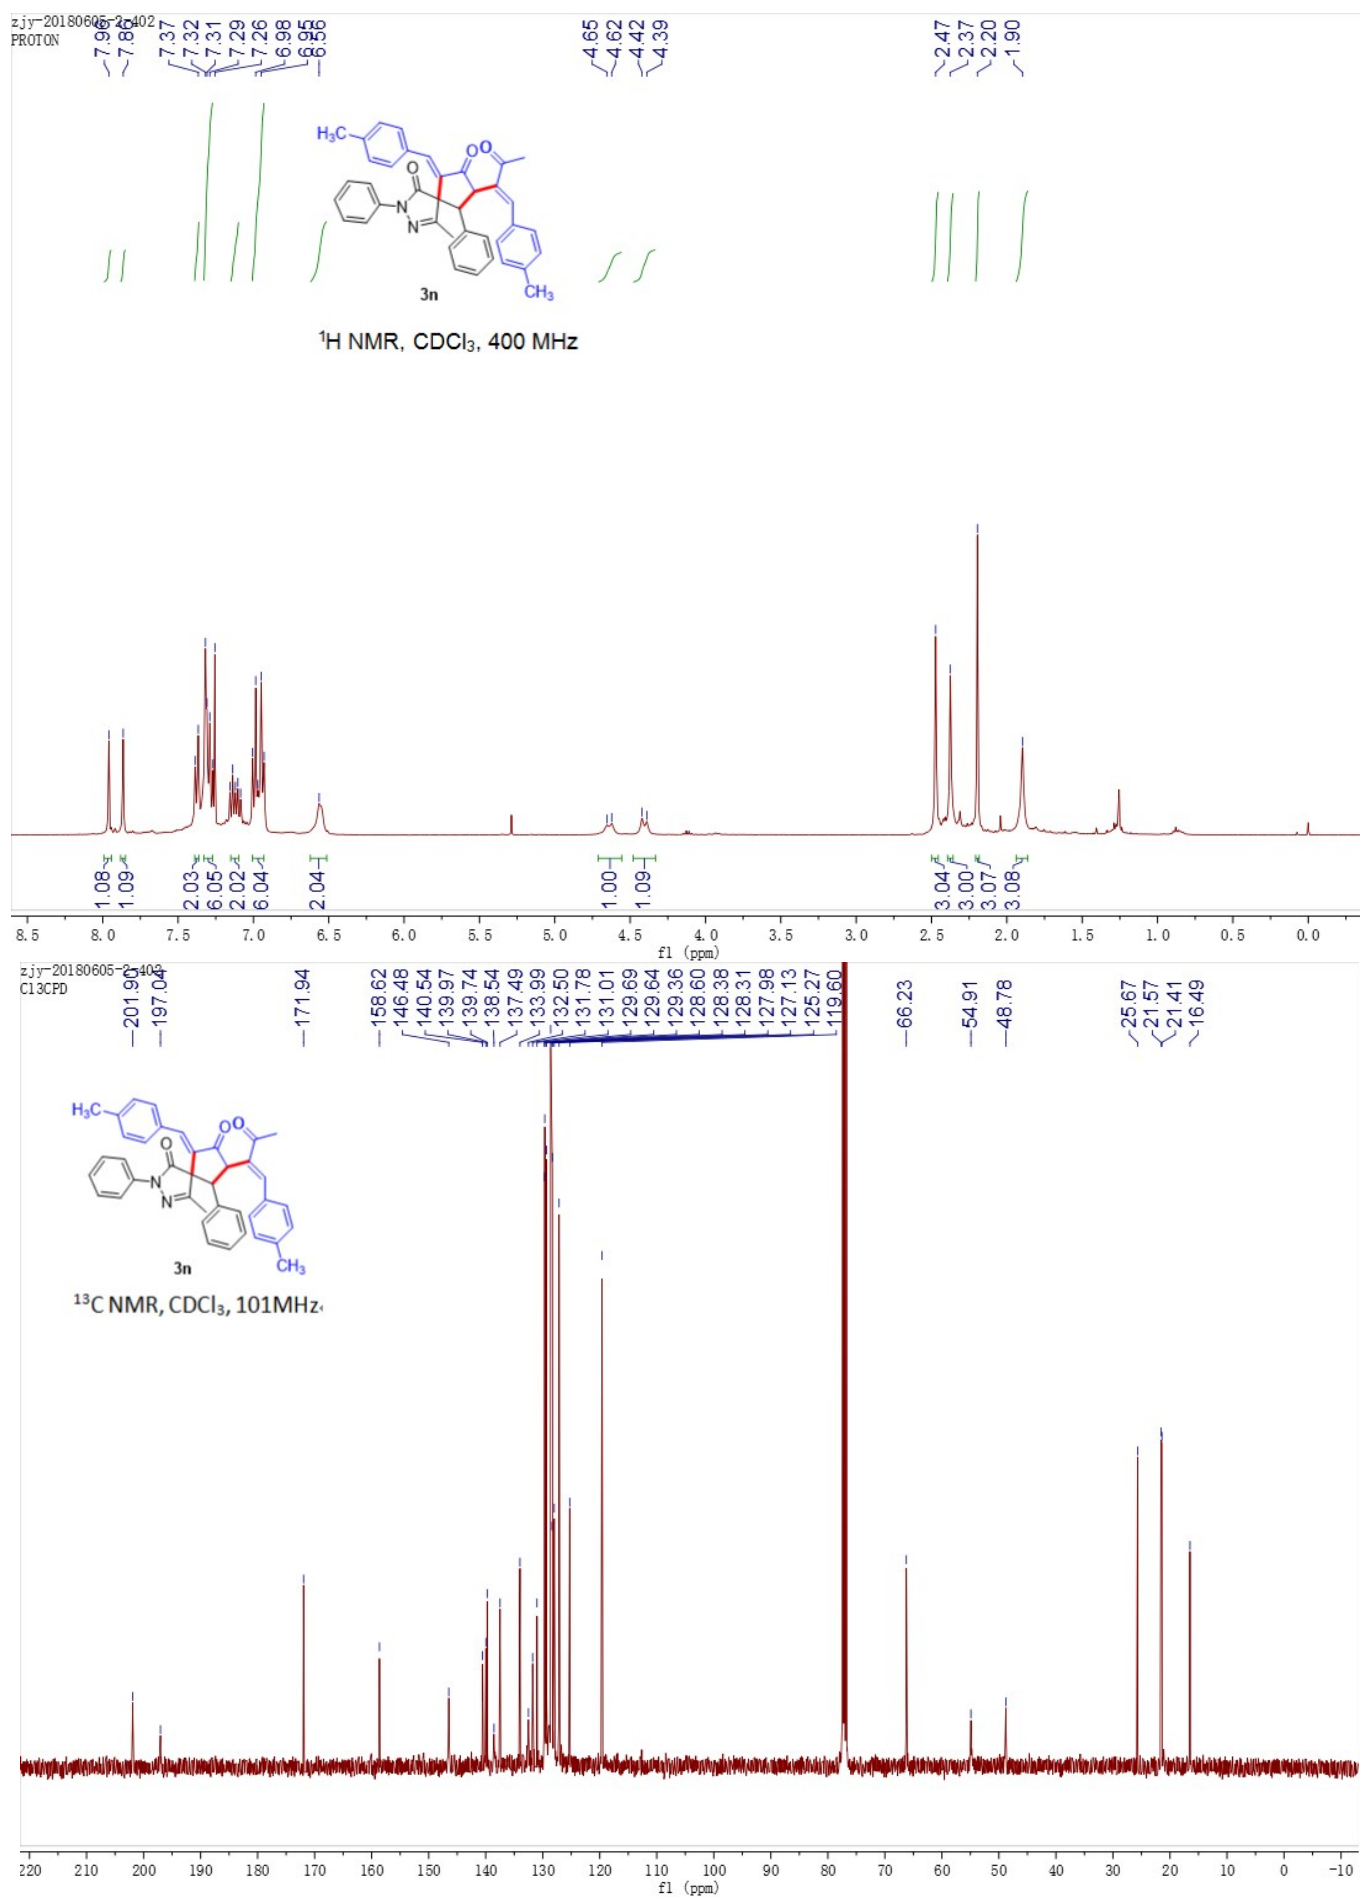 zjy-20180605-2-402
PROTON
7.96
7.86
7.37
7.32
7.31
7.29
7.26
6.98
6.95
6.56
4.65
4.62
4.42
4.39
2.47
2.37
2.20
1.90
H₃C
O
O
O
N
N
CH₃
3n
¹H NMR, CDCl₃, 400 MHz
1.08
1.09
2.03
6.05
2.02
6.04
2.04
1.00
1.09
3.04
3.00
3.07
3.08
8.5 8.0 7.5 7.0 6.5 6.0 5.5 5.0 4.5 4.0 3.5 3.0 2.5 2.0 1.5 1.0 0.5 0.0
f1 (ppm)
zjy-20180605-2-402
C13CPD
201.90
197.04
171.94
158.62
146.48
140.54
139.97
139.74
138.54
137.49
133.99
132.50
131.78
131.01
129.69
129.64
129.36
128.60
128.38
128.31
127.98
127.13
125.27
119.60
66.23
54.91
48.78
25.67
21.57
21.41
16.49
H₃C
O
O
O
N
N
CH₃
3n
¹³C NMR, CDCl₃, 101MHz
220 210 200 190 180 170 160 150 140 130 120 110 100 90 80 70 60 50 40 30 20 10 0 -10
f1 (ppm)